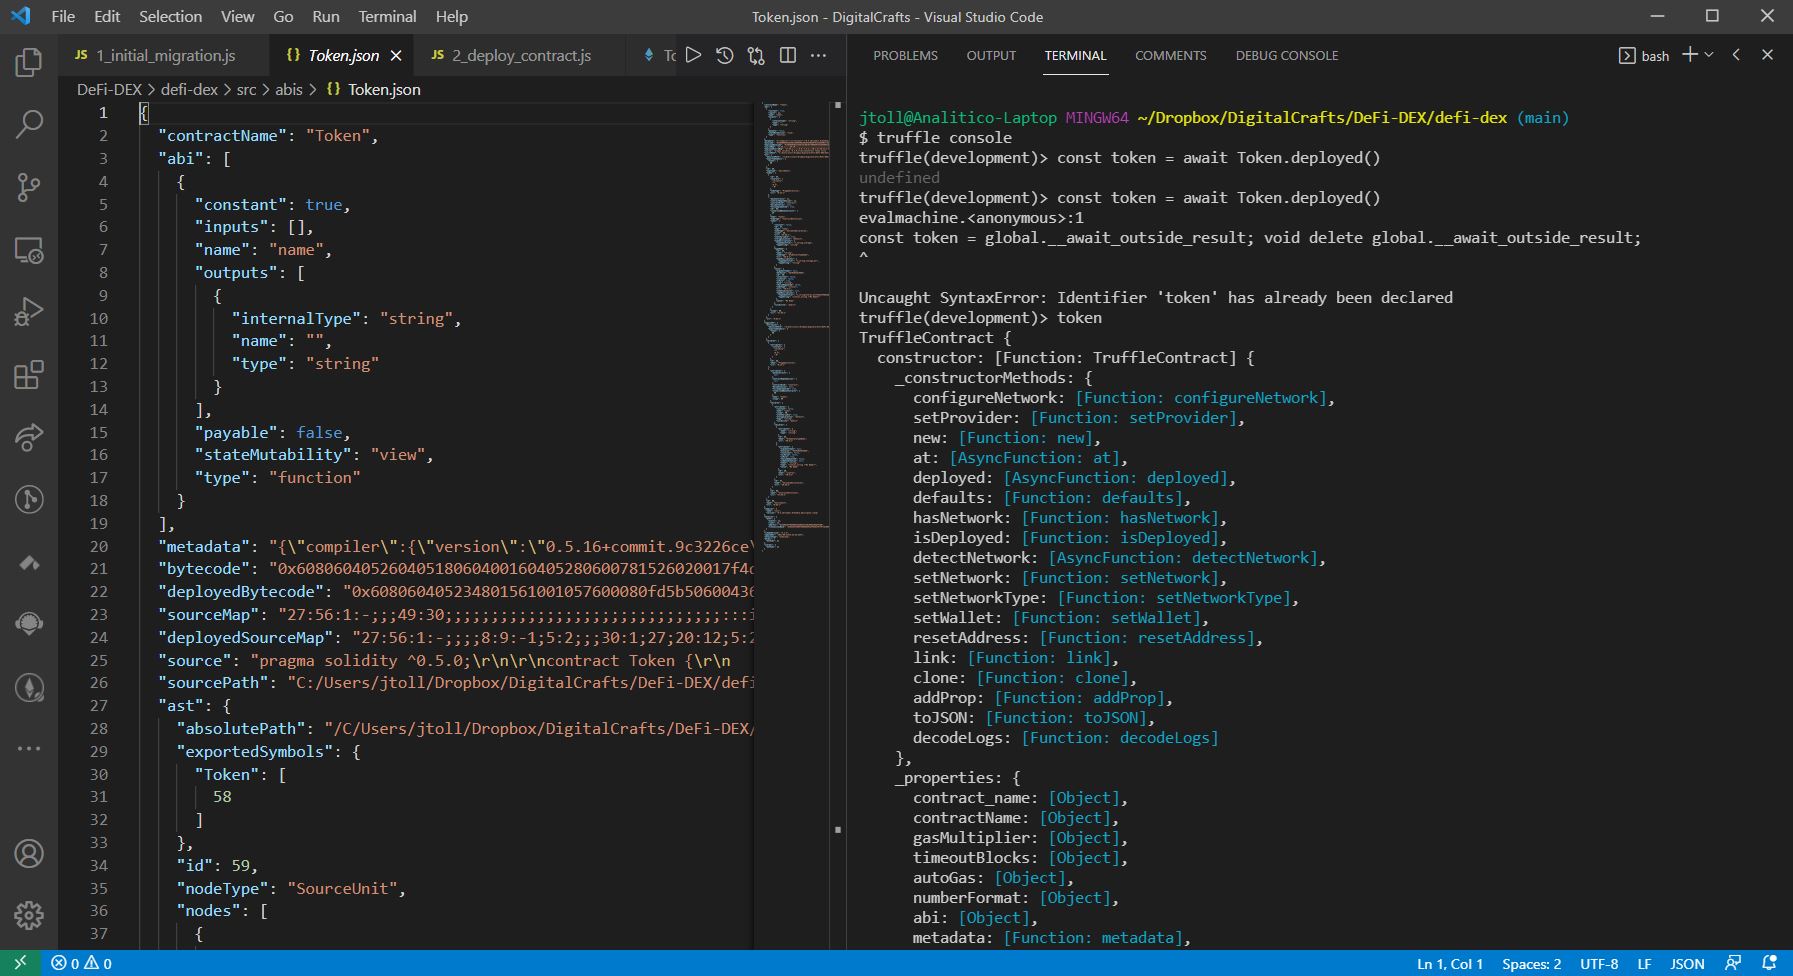 File Edit Selection View Go Run Terminal Help
Token.json - DigitalCrafts - Visual Studio Code
JS 1_initial_migration.js
{} Token.json
JS 2_deploy_contract.js
DeFi-DEX > defi-dex > src > abis > {} Token.json
1 {
2 "contractName": "Token",
3 "abi": [
4 {
5 "constant": true,
6 "inputs": [],
7 "name": "name",
8 "outputs": [
9 {
10 "internalType": "string",
11 "name": "",
12 "type": "string"
13 }
14 ],
15 "payable": false,
16 "stateMutability": "view",
17 "type": "function"
18 }
19 ],
20 "metadata": "{\"compiler\":{\"version\":\"0.5.16+commit.9c3226ce\
21 "bytecode":
22 "deployedBytecode":
23 "sourceMap": "27:56:1:-;;;49:30;;;;;;;;;;;;;;;;;;;;;;;;;;;;;;:::i
24 "deployedSourceMap": "27:56:1:-;;;;8:9:-1;5:2;;;30:1;27;20:12;5:2
25 "source": "pragma solidity ^0.5.0;\r\n\r\ncontract Token {\r\n
26 "sourcePath": "C:/Users/jtoll/Dropbox/DigitalCrafts/DeFi-DEX/defi
27 "ast": {
28 "absolutePath": "/C/Users/jtoll/Dropbox/DigitalCrafts/DeFi-DEX/
29 "exportedSymbols": {
30 "Token": [
31 58
32 ]
33 },
34 "id": 59,
35 "nodeType": "SourceUnit",
36 "nodes": [
37 {
PROBLEMS OUTPUT TERMINAL COMMENTS DEBUG CONSOLE
bash
jtoll@Analitico-Laptop MINGW64 ~/Dropbox/DigitalCrafts/DeFi-DEX/defi-dex (main)
$ truffle console
truffle(development)> const token = await Token.deployed()
undefined
truffle(development)> const token = await Token.deployed()
evalmachine.<anonymous>:1
const token = global.__await_outside_result; void delete global.__await_outside_result;
^
Uncaught SyntaxError: Identifier 'token' has already been declared
truffle(development)> token
TruffleContract {
constructor: [Function: TruffleContract] {
_constructorMethods: {
configureNetwork: [Function: configureNetwork],
setProvider: [Function: setProvider],
new: [Function: new],
at: [AsyncFunction: at],
deployed: [AsyncFunction: deployed],
defaults: [Function: defaults],
hasNetwork: [Function: hasNetwork],
isDeployed: [Function: isDeployed],
detectNetwork: [AsyncFunction: detectNetwork],
setNetwork: [Function: setNetwork],
setNetworkType: [Function: setNetworkType],
setWallet: [Function: setWallet],
resetAddress: [Function: resetAddress],
link: [Function: link],
clone: [Function: clone],
addProp: [Function: addProp],
toJSON: [Function: toJSON],
decodeLogs: [Function: decodeLogs]
},
_properties: {
contract_name: [Object],
contractName: [Object],
gasMultiplier: [Object],
timeoutBlocks: [Object],
autoGas: [Object],
numberFormat: [Object],
abi: [Object],
metadata: [Function: metadata],
0 0
Ln 1, Col 1 Spaces: 2 UTF-8 LF JSON